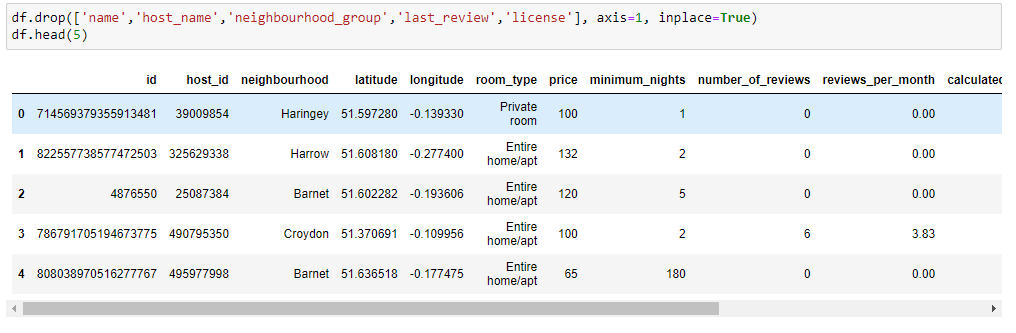 df.drop(['name','host_name','neighbourhood_group','last_review','license'], axis=1, inplace=True)
df.head(5)
id host_id neighbourhood latitude longitude room_type price minimum_nights number_of_reviews reviews_per_month calculated
0 714569379355913481 39009854 Haringey 51.597280 -0.139330 Private room 100 1 0 0.00
1 822557738577472503 325629338 Harrow 51.608180 -0.277400 Entire home/apt 132 2 0 0.00
2 4876550 25087384 Barnet 51.602282 -0.193606 Entire home/apt 120 5 0 0.00
3 786791705194673775 490795350 Croydon 51.370691 -0.109956 Entire home/apt 100 2 6 3.83
4 808038970516277767 495977998 Barnet 51.636518 -0.177475 Entire home/apt 65 180 0 0.00